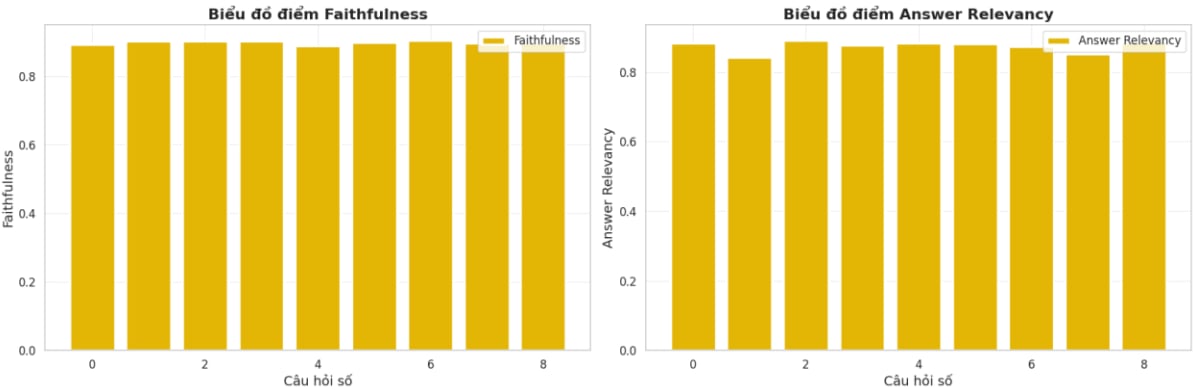 Biểu đồ điểm Faithfulness
Faithfulness
Faithfulness
0.8
0.6
0.4
0.2
0.0
0 2 4 6 8
Câu hỏi số
Biểu đồ điểm Answer Relevancy
Answer Relevancy
Answer Relevancy
0.8
0.6
0.4
0.2
0.0
0 2 4 6 8
Câu hỏi số